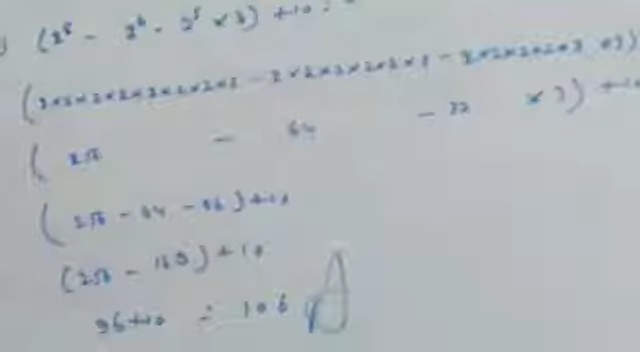 (2⁸ - 2⁶ - 2⁵ × 3) + 10 =
(2×2×2×2×2×2×2×2 - 2×2×2×2×2×2 - 2×2×2×2×2 ×3)
( 256 - 64 - 32 × 3) + 10
( 256 - 64 - 96 ) + 10
(256 - 160) + 10
96+10 = 106